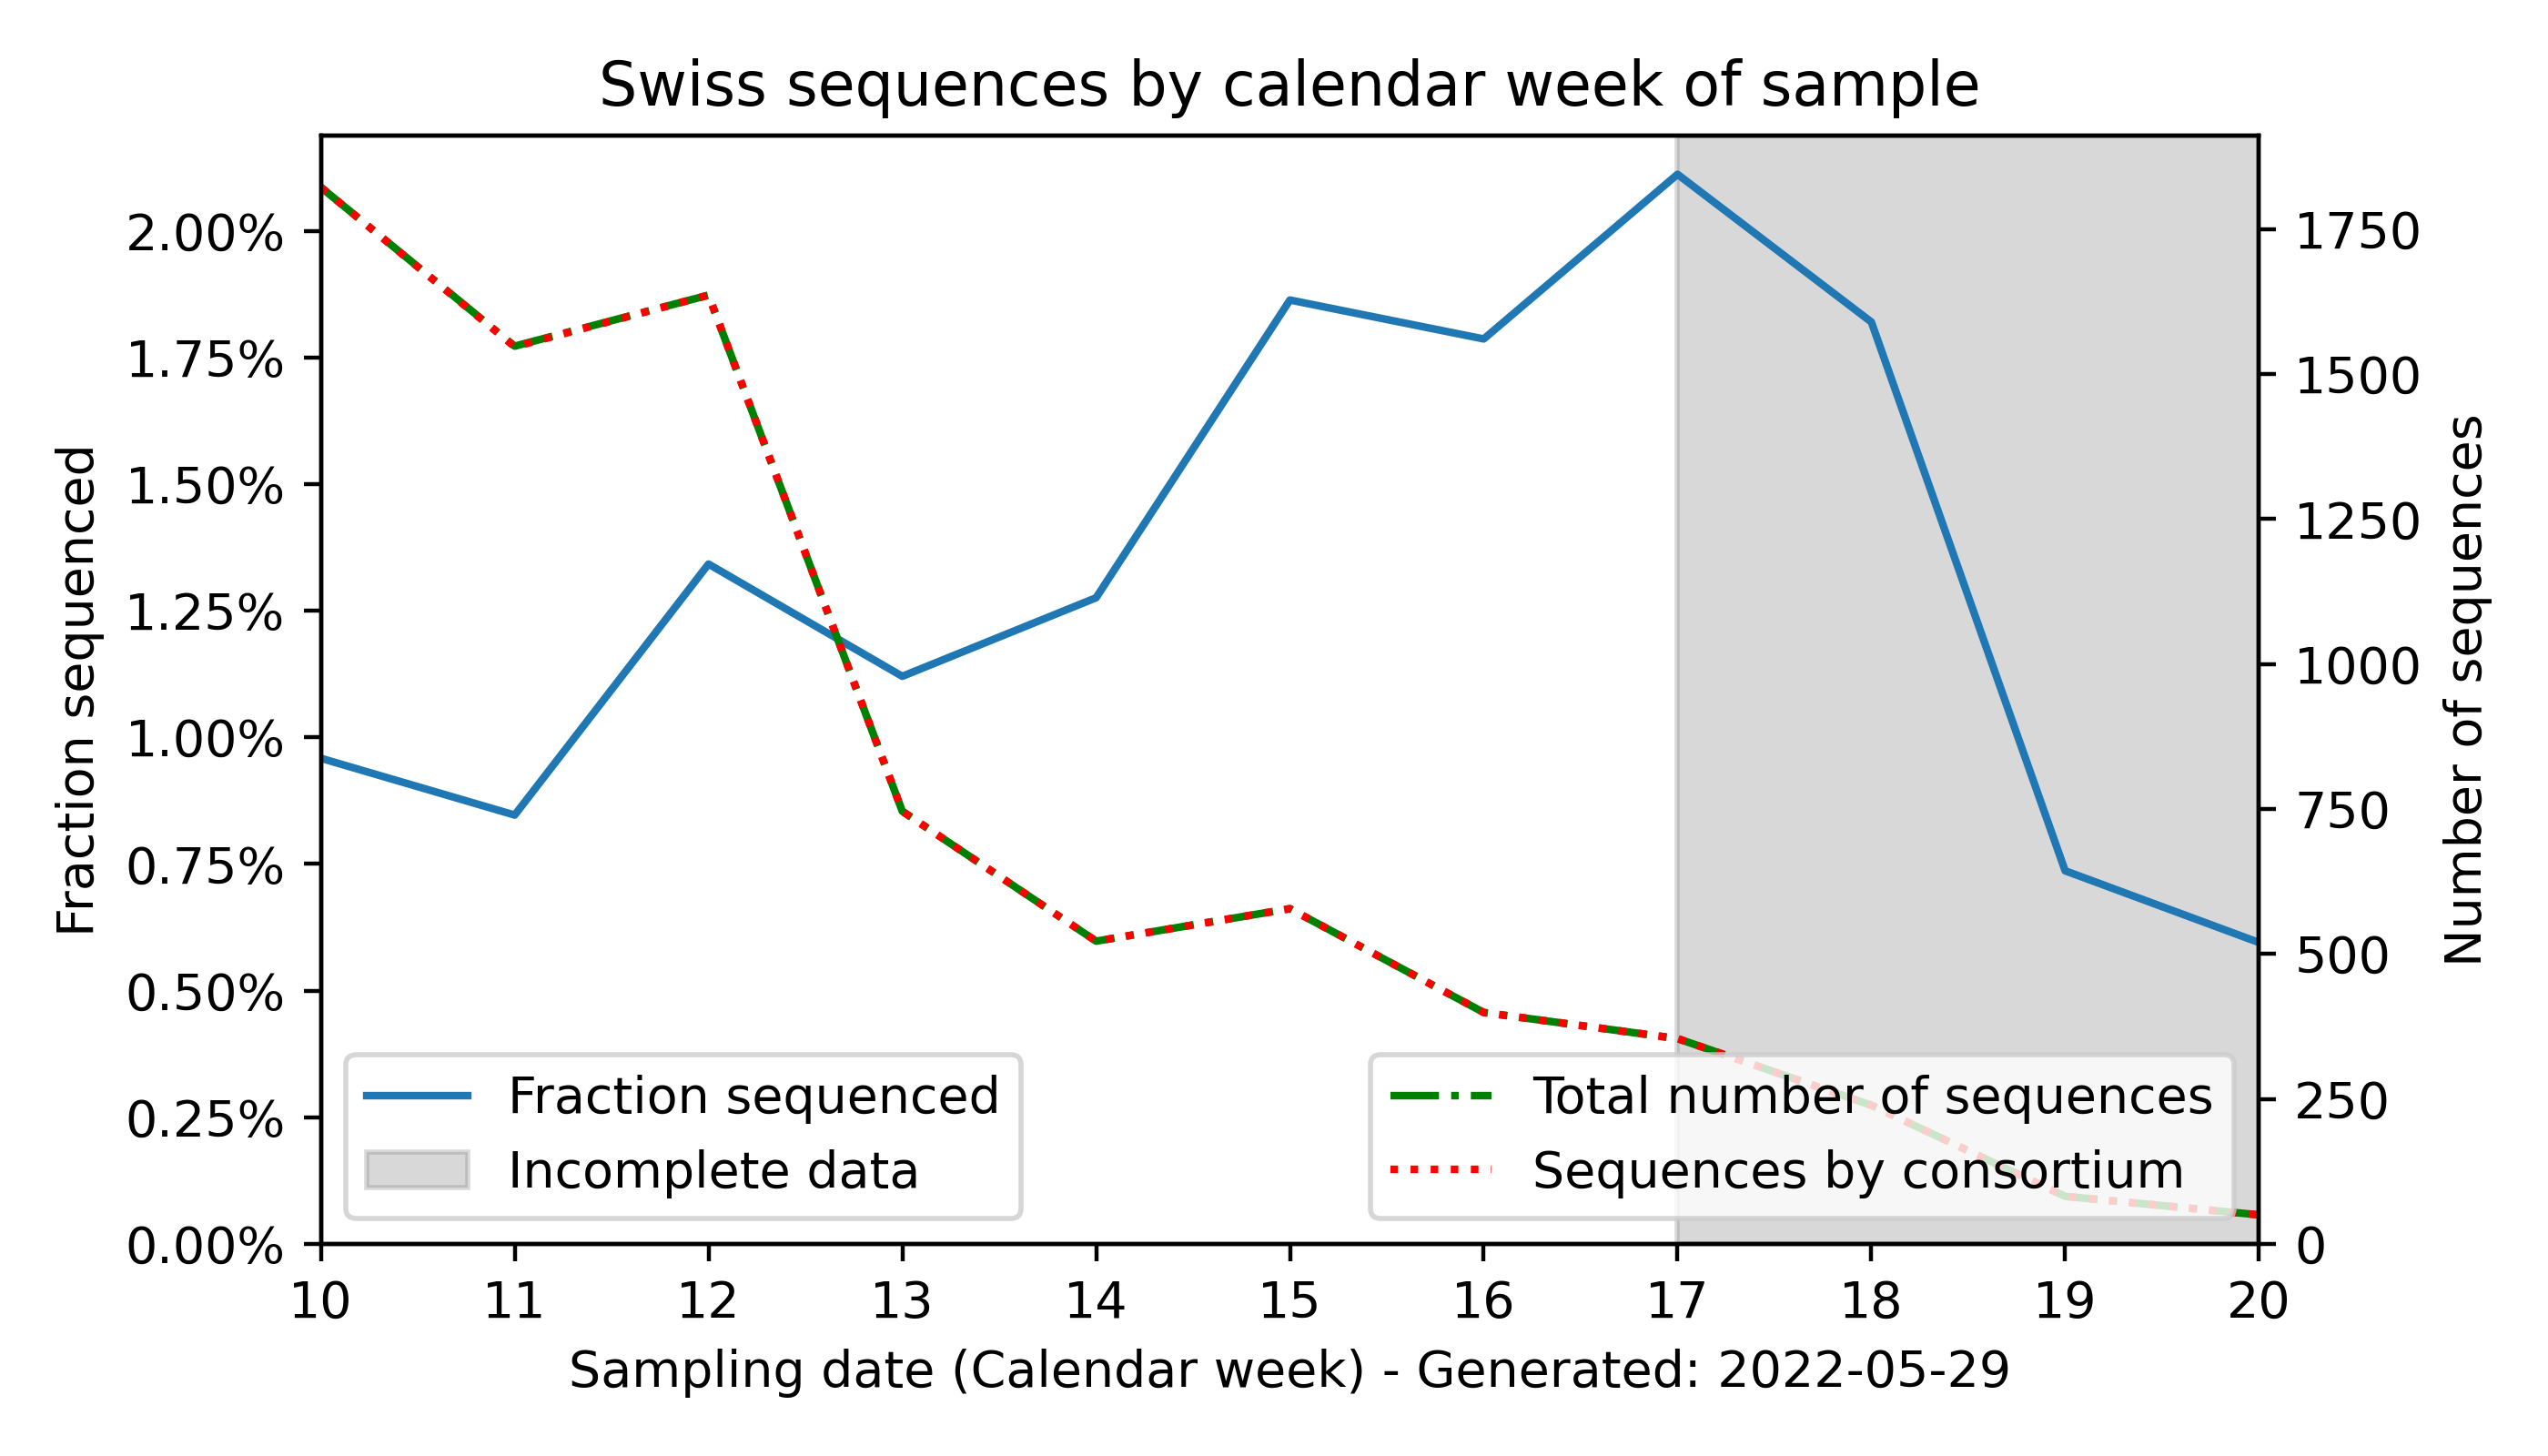 Swiss sequences by calendar week of sample
Fraction sequenced
2.00%
1.75%
1.50%
1.25%
1.00%
0.75%
0.50%
0.25%
0.00%
1750
1500
1250
1000
750
500
250
0
Number of sequences
Fraction sequenced
Incomplete data
Total number of sequences
Sequences by consortium
10 11 12 13 14 15 16 17 18 19 20
Sampling date (Calendar week) - Generated: 2022-05-29